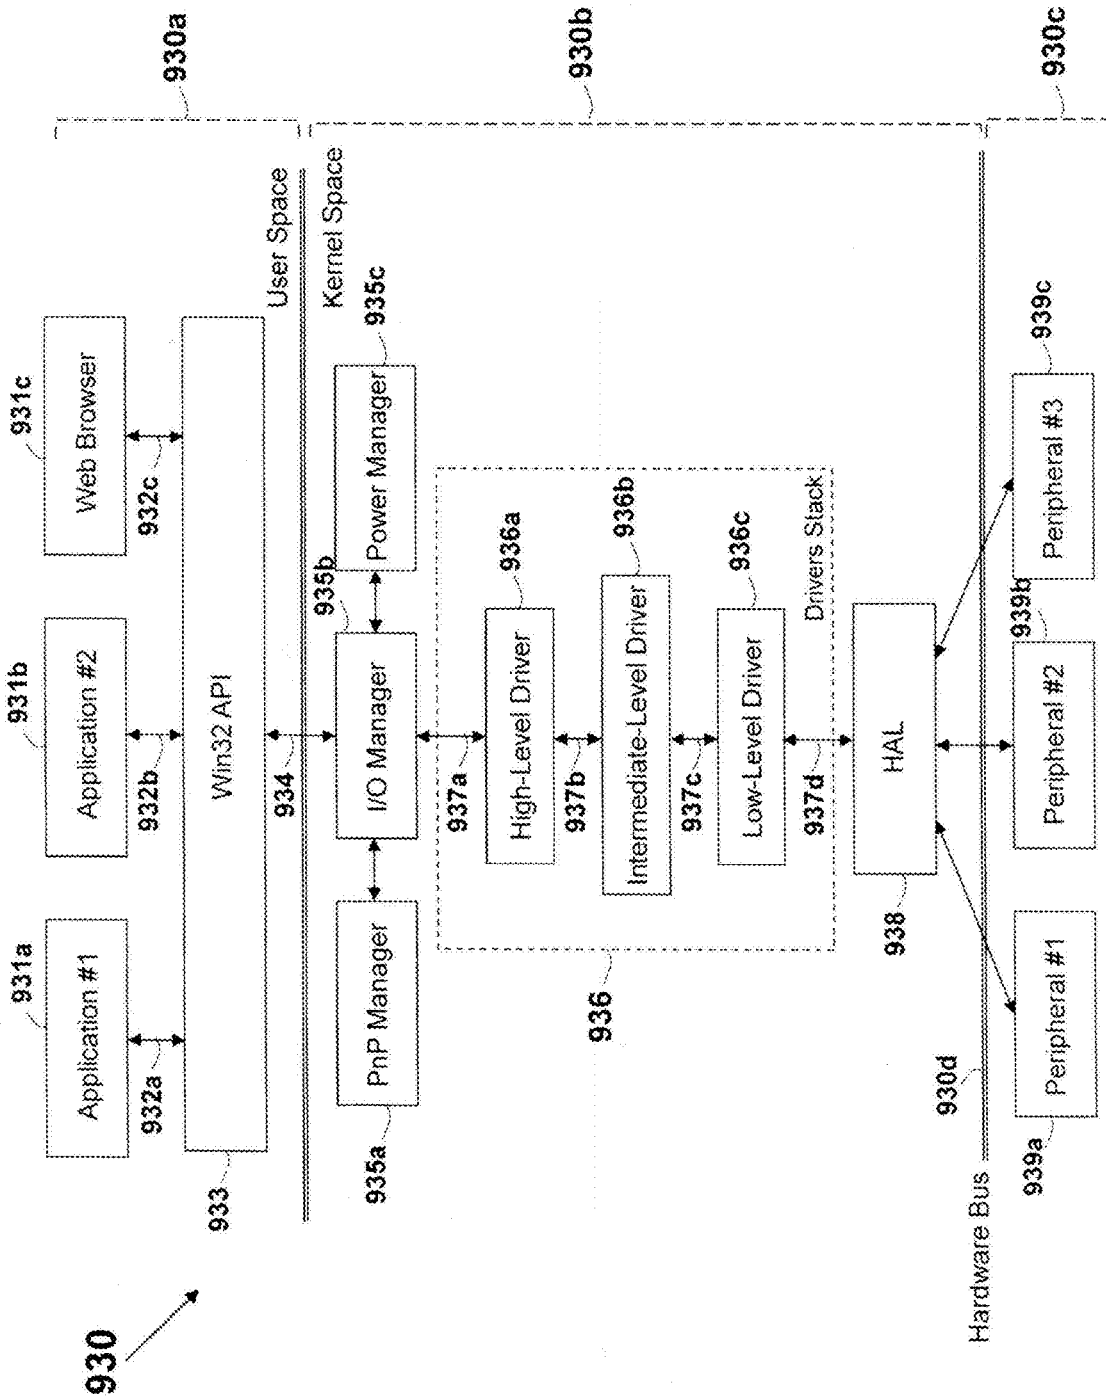 930
931a
931b
931c
930a
Application #1
Application #2
Web Browser
932a
932b
932c
933
Win32 API
934
User Space
Kernel Space
935a
935b
935c
930b
PnP Manager
I/O Manager
Power Manager
937a
936a
High-Level Driver
937b
936
936b
Intermediate-Level Driver
937c
936c
Low-Level Driver
937d
Drivers Stack
938
HAL
930d
Hardware Bus
930c
939a
939b
939c
Peripheral #1
Peripheral #2
Peripheral #3